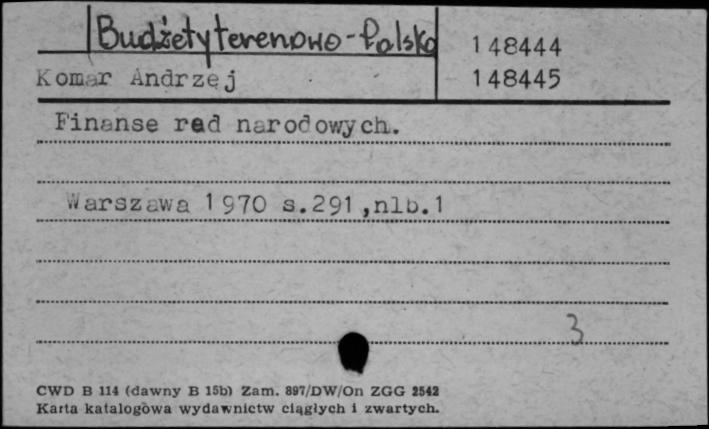 Budżety terenowe - Polska
148444
Komar Andrzej
148445
Finanse rad narodowych.
Warszawa 1970 s.291,nlb.1
3
CWD B 114 (dawny B 15b) Zam. 897/DW/On ZGG 2542
Karta katalogowa wydawnictw ciągłych i zwartych.